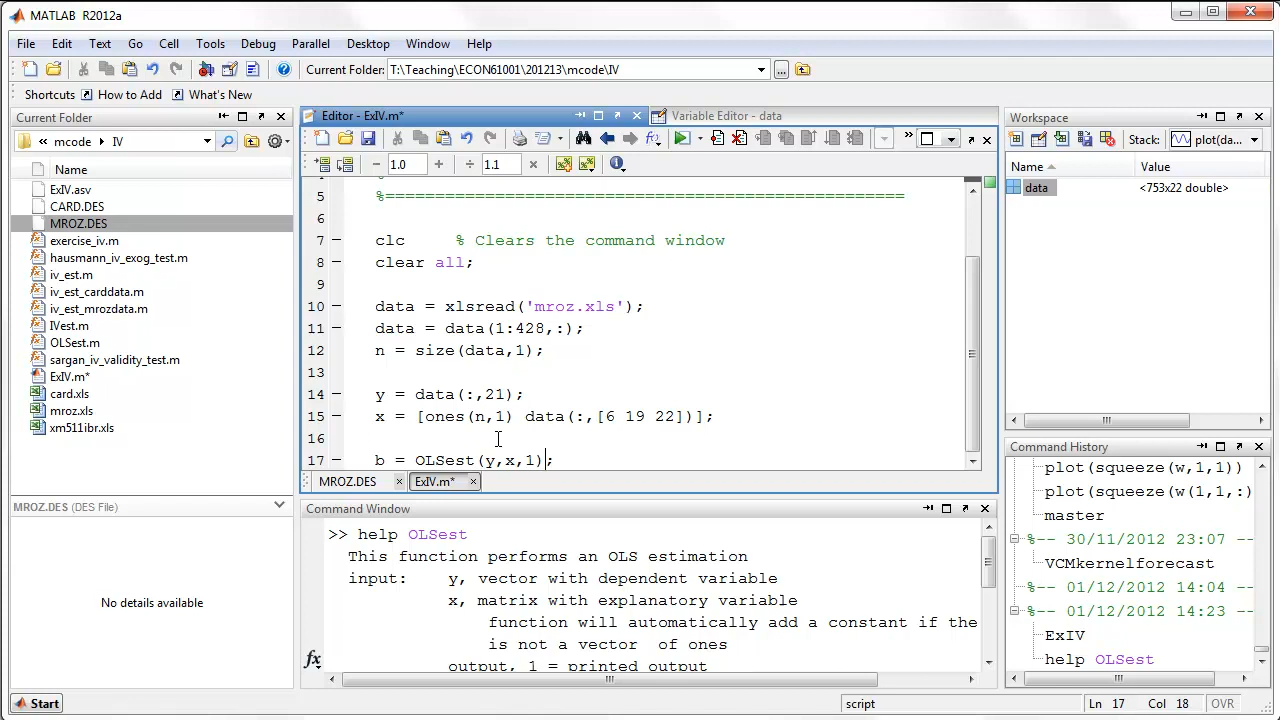 MATLAB R2012a
File Edit Text Go Cell Tools Debug Parallel Desktop Window Help
Current Folder: T:\Teaching\ECON61001\201213\mcode\IV
Shortcuts How to Add What's New
Current Folder
« mcode ▸ IV
Name
ExIV.asv
CARD.DES
MROZ.DES
exercise_iv.m
hausmann_iv_exog_test.m
iv_est.m
iv_est_carddata.m
iv_est_mrozdata.m
IVest.m
OLSest.m
sargan_iv_validity_test.m
ExIV.m*
card.xls
mroz.xls
xm511ibr.xls
MROZ.DES (DES File)
No details available
Start
Editor - ExIV.m*
Variable Editor - data
− 1.0 + ÷ 1.1 ×
5 %=====================================================
6
7 − clc % Clears the command window
8 − clear all;
9
10 − data = xlsread('mroz.xls');
11 − data = data(1:428,:);
12 − n = size(data,1);
13
14 − y = data(:,21);
15 − x = [ones(n,1) data(:,[6 19 22])];
16
17 − b = OLSest(y,x,1);
MROZ.DES × ExIV.m* ×
Command Window
>> help OLSest
This function performs an OLS estimation
input: y, vector with dependent variable
x, matrix with explanatory variable
function will automatically add a constant if the
is not a vector of ones
output, 1 = printed output
fx
Workspace
Stack: plot(da...
Name Value
data <753x22 double>
Command History
plot(squeeze(w,1,1))
plot(squeeze(w(1,1,:)
master
%-- 30/11/2012 23:07 --
VCMkernelforecast
%-- 01/12/2012 14:04 --
%-- 01/12/2012 14:23 --
ExIV
help OLSest
script Ln 17 Col 18 OVR